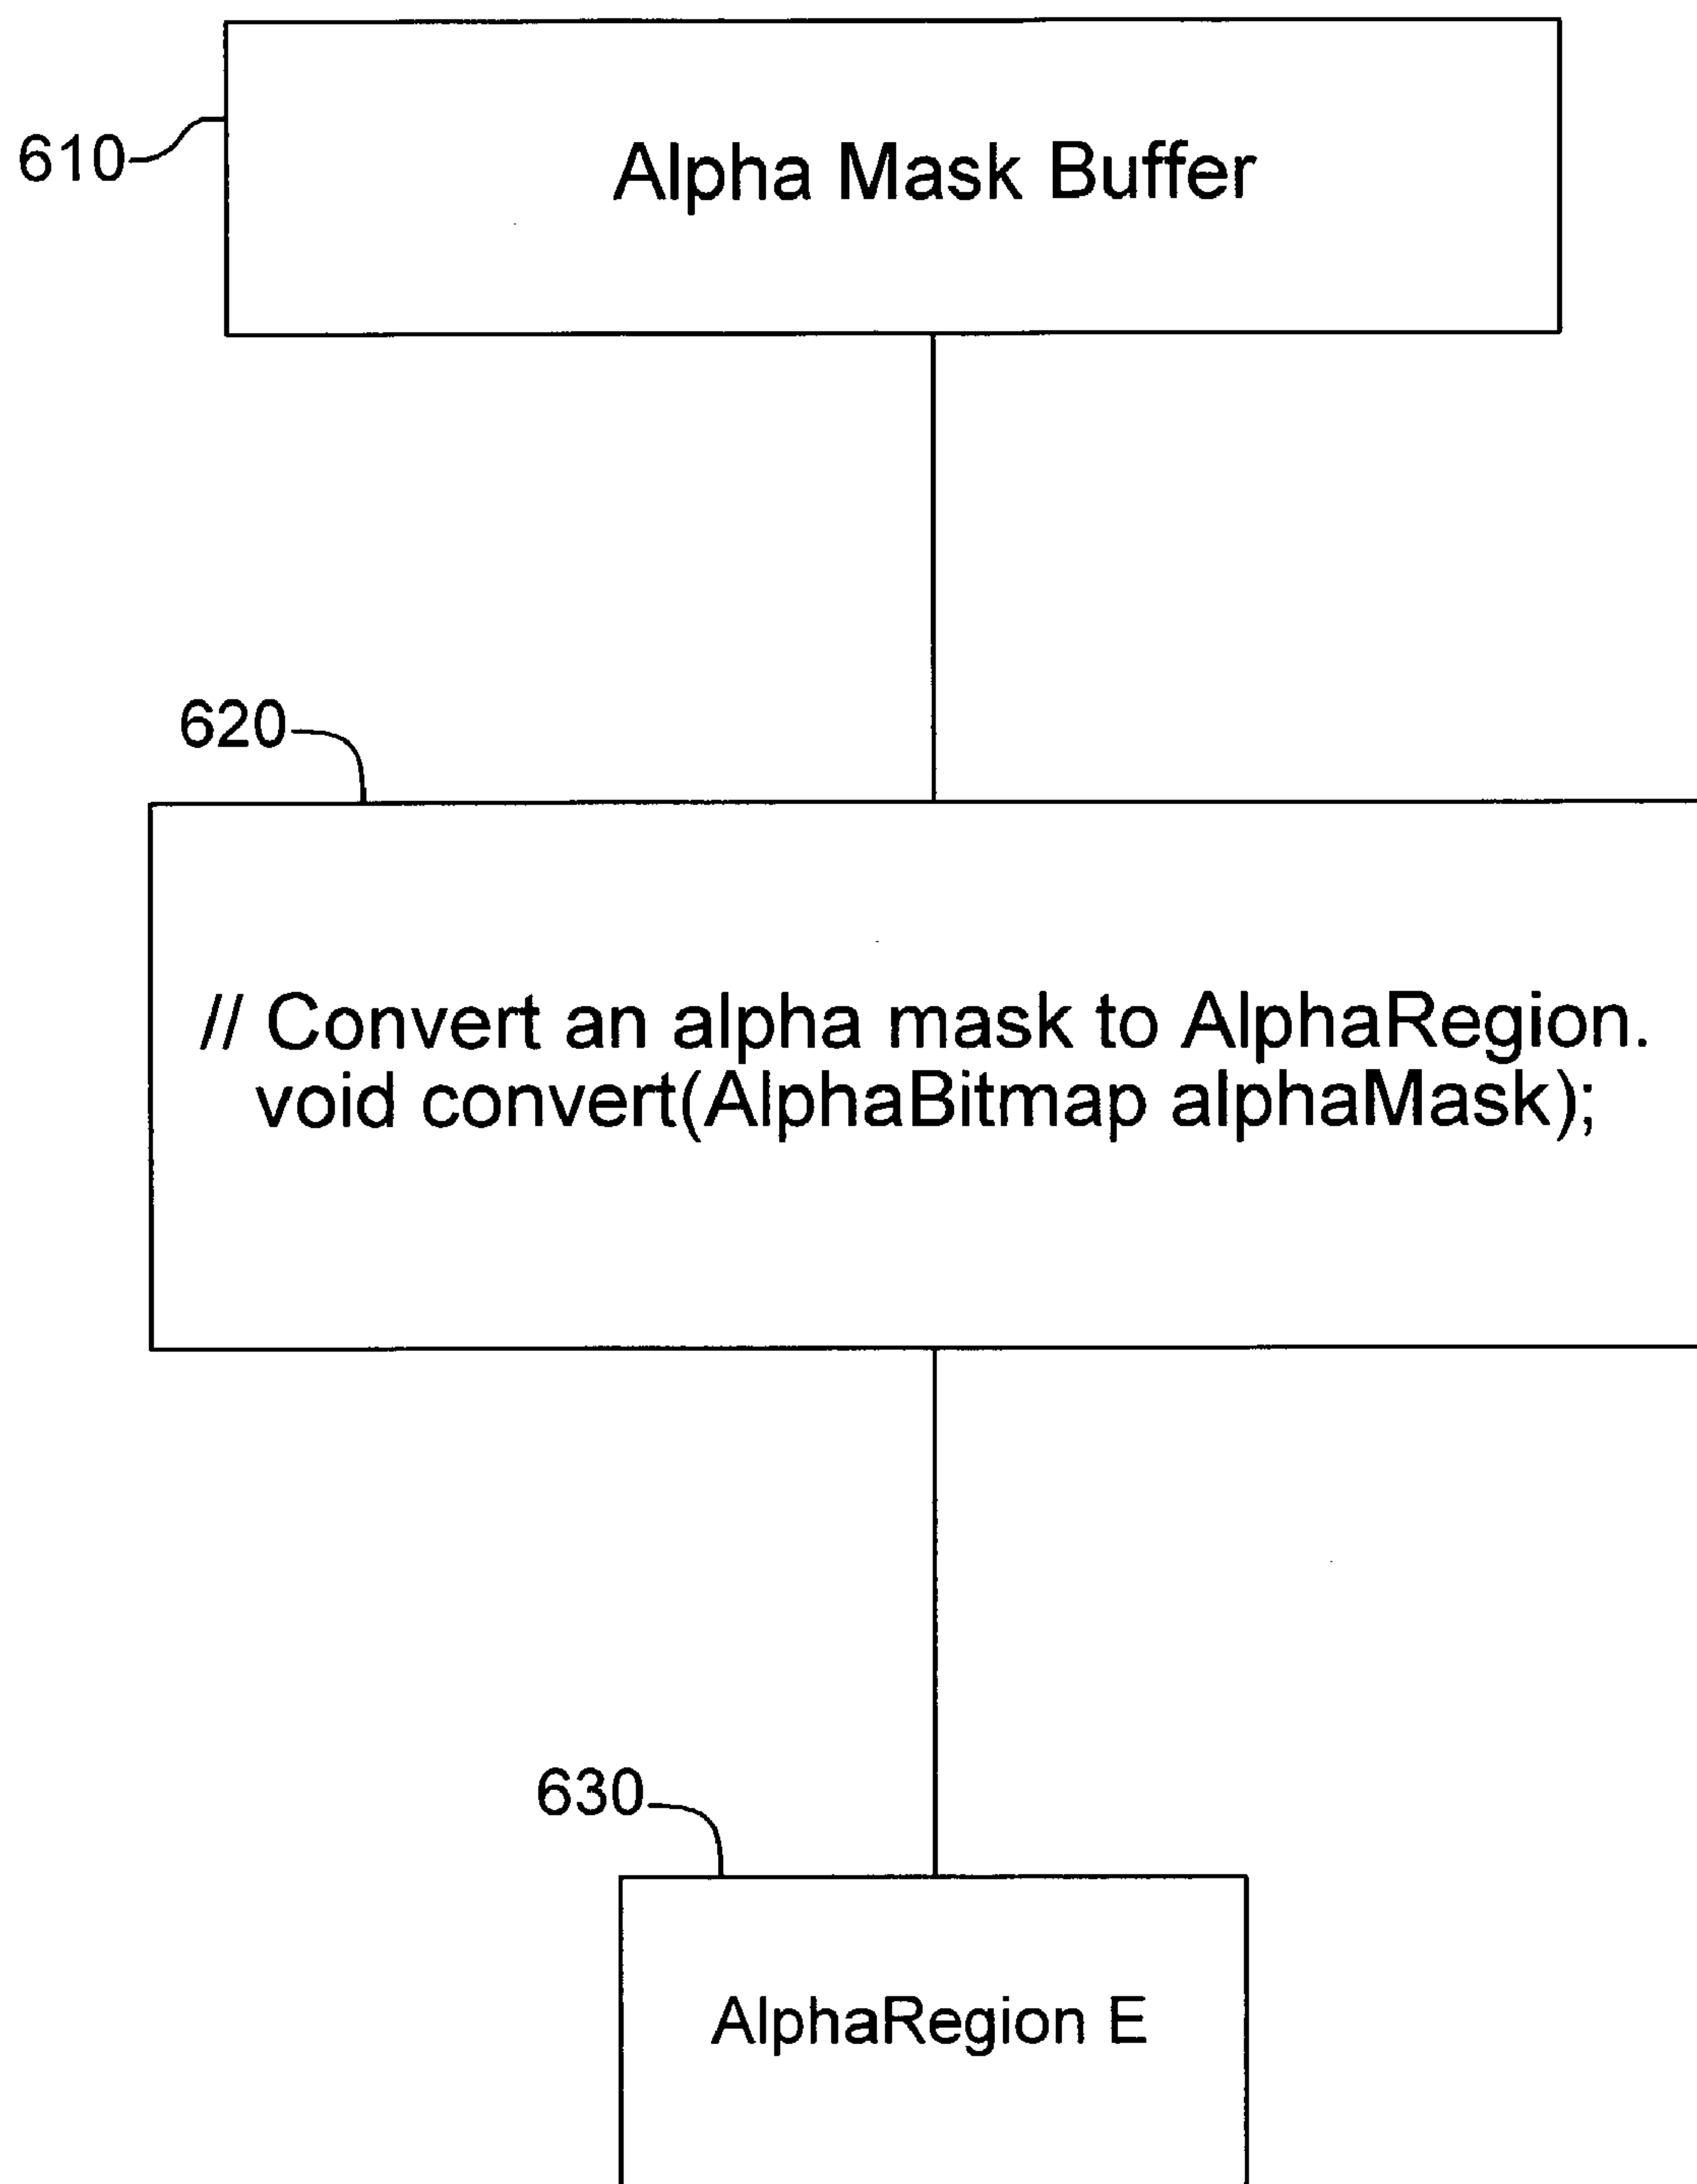 610
Alpha Mask Buffer
620
// Convert an alpha mask to AlphaRegion.
void convert(AlphaBitmap alphaMask);
630
AlphaRegion E